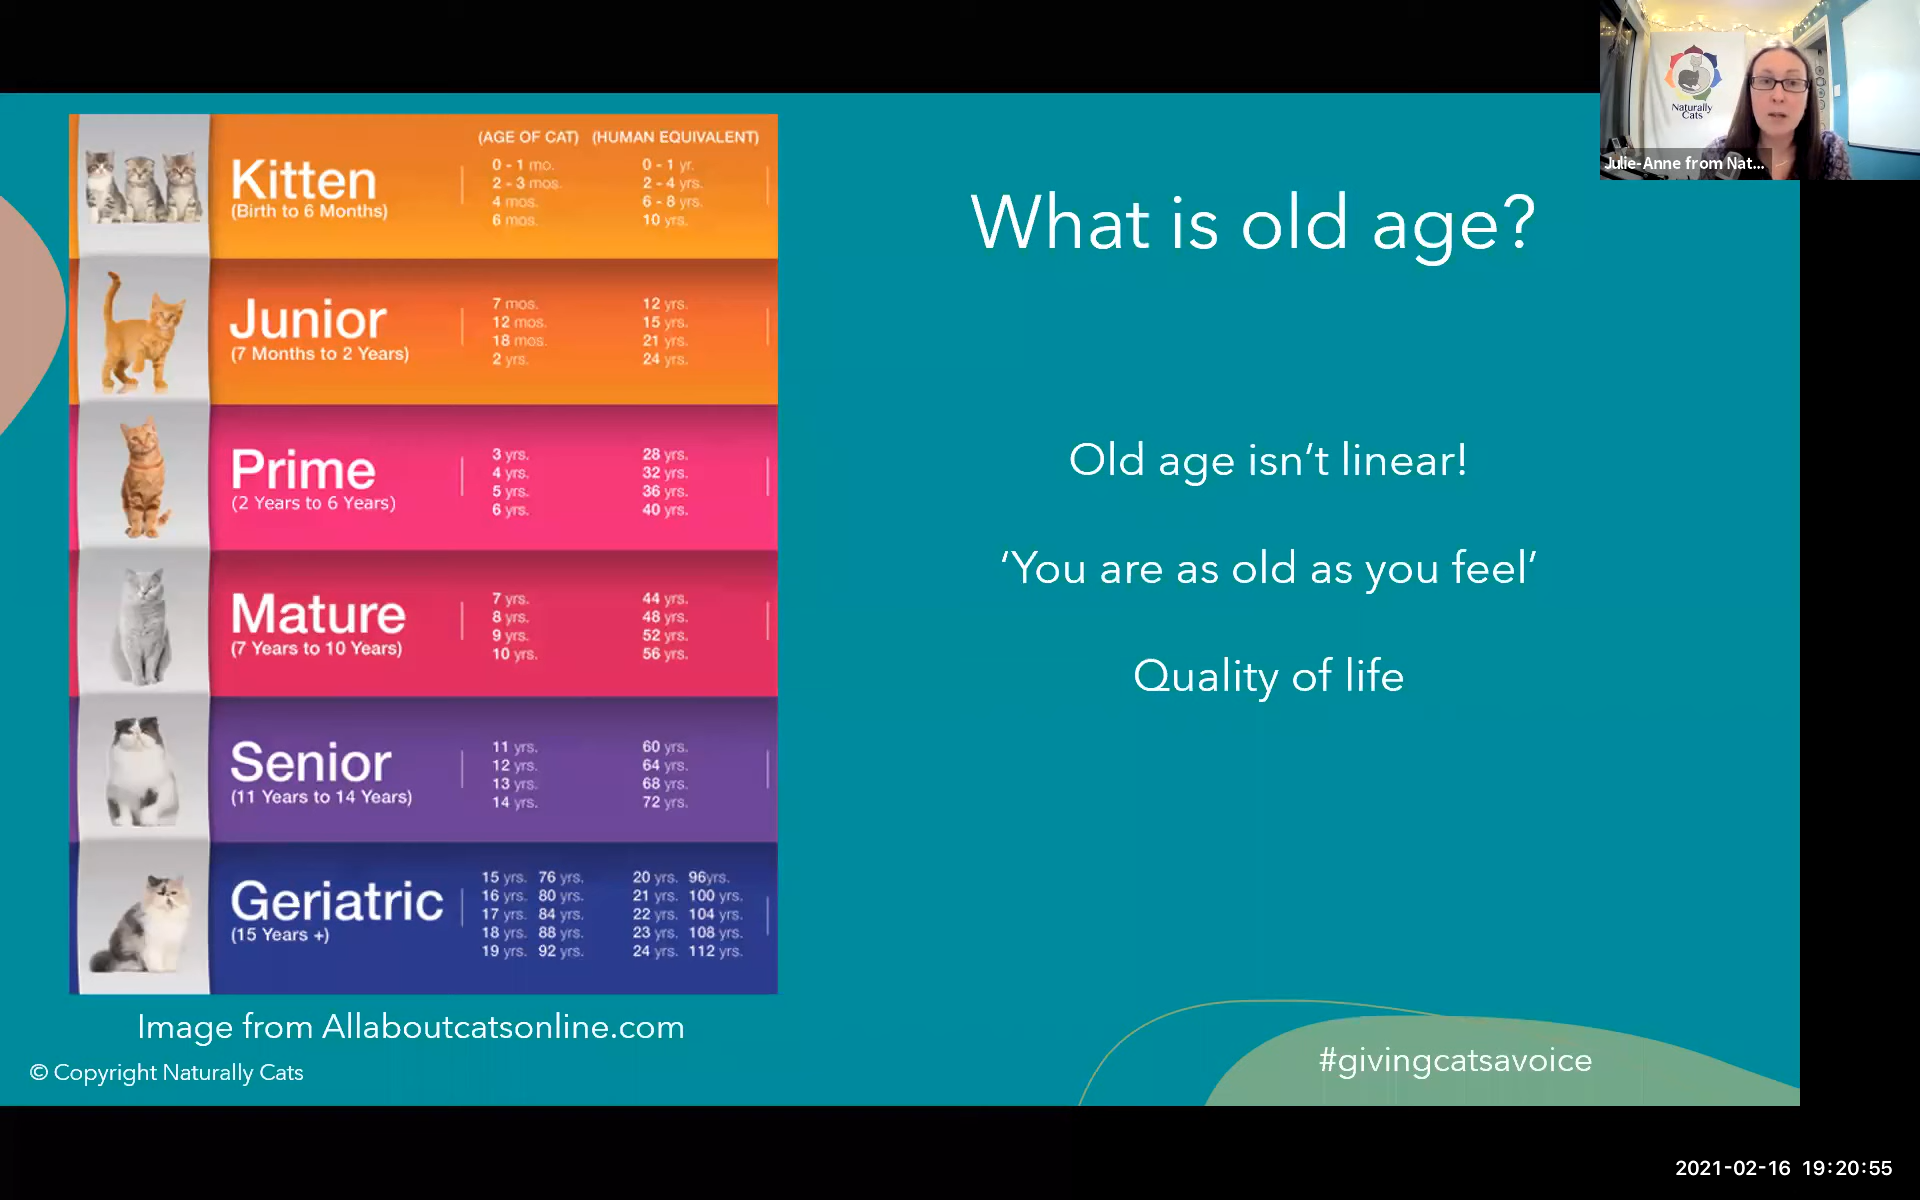 (AGE OF CAT) (HUMAN EQUIVALENT)
Kitten
(Birth to 6 Months)
0 - 1 mo. 0 - 1 yr.
2 - 3 mos. 2 - 4 yrs.
4 mos. 6 - 8 yrs.
6 mos. 10 yrs.
Junior
(7 Months to 2 Years)
7 mos. 12 yrs.
12 mos. 15 yrs.
18 mos. 21 yrs.
2 yrs. 24 yrs.
Prime
(2 Years to 6 Years)
3 yrs. 28 yrs.
4 yrs. 32 yrs.
5 yrs. 36 yrs.
6 yrs. 40 yrs.
Mature
(7 Years to 10 Years)
7 yrs. 44 yrs.
8 yrs. 48 yrs.
9 yrs. 52 yrs.
10 yrs. 56 yrs.
Senior
(11 Years to 14 Years)
11 yrs. 60 yrs.
12 yrs. 64 yrs.
13 yrs. 68 yrs.
14 yrs. 72 yrs.
Geriatric
(15 Years +)
15 yrs. 76 yrs. 20 yrs. 96yrs.
16 yrs. 80 yrs. 21 yrs. 100 yrs.
17 yrs. 84 yrs. 22 yrs. 104 yrs.
18 yrs. 88 yrs. 23 yrs. 108 yrs.
19 yrs. 92 yrs. 24 yrs. 112 yrs.
Image from Allaboutcatsonline.com
© Copyright Naturally Cats
What is old age?
Old age isn’t linear!
‘You are as old as you feel’
Quality of life
#givingcatsavoice
Naturally
Cats
Julie-Anne from Nat...
2021-02-16 19:20:55